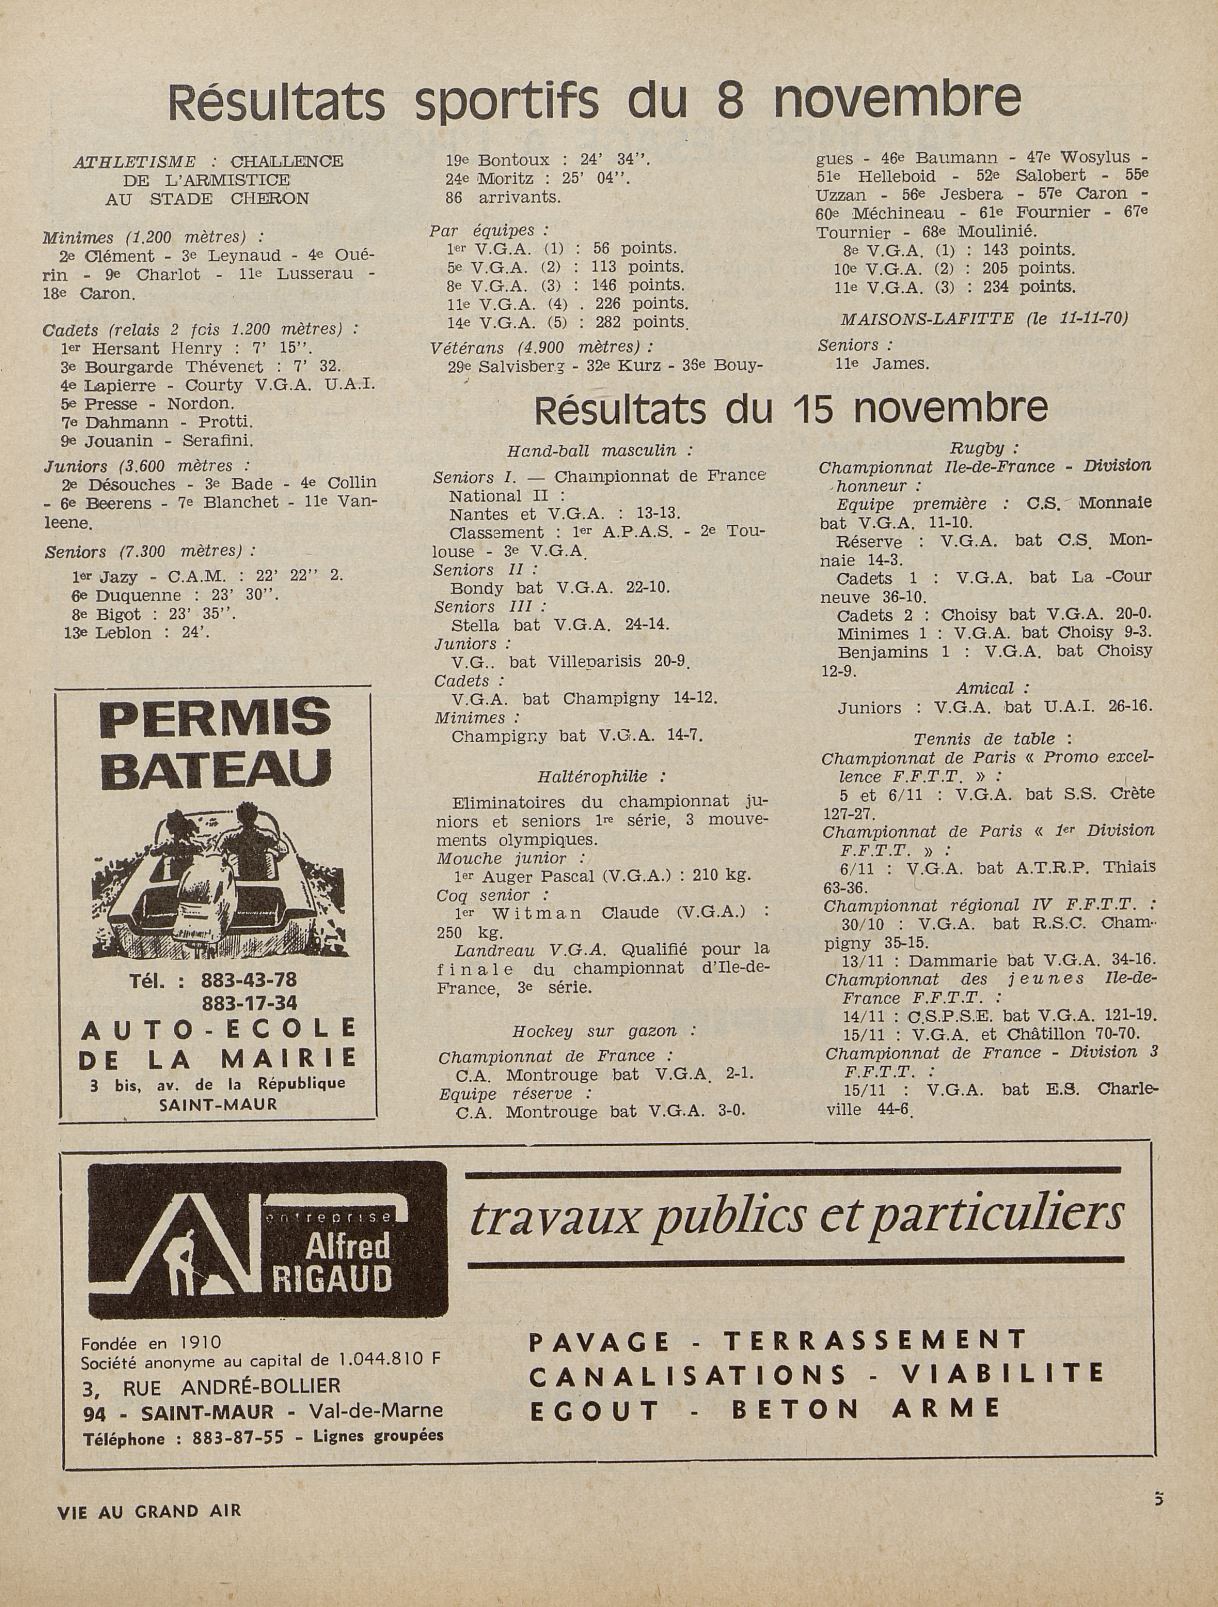 Résultats sportifs du 8 novembre
ATHLETISME : CHALLENCE
DE L'ARMISTICE
AU STADE CHERON
Minimes (1.200 mètres) :
2e Clément - 3e Leynaud - 4e Oué-
rin - 9e Charlot - 11e Lusserau -
18e Caron.
Cadets (relais 2 fois 1.200 mètres) :
1er Hersant Henry : 7' 15''.
3e Bourgarde Thévenet : 7' 32.
4e Lapierre - Courty V.G.A. U.A.I.
5e Presse - Nordon.
7e Dahmann - Protti.
9e Jouanin - Serafini.
Juniors (3.600 mètres :
2e Désouches - 3e Bade - 4e Collin
- 6e Beerens - 7e Blanchet - 11e Van-
leene.
Seniors (7.300 mètres) :
1er Jazy - C.A.M. : 22' 22'' 2.
6e Duquenne : 23' 30''.
8e Bigot : 23' 35''.
13e Leblon : 24'.
19e Bontoux : 24' 34''.
24e Moritz : 25' 04''.
86 arrivants.
Par équipes :
1er V.G.A. (1) : 56 points.
5e V.G.A. (2) : 113 points.
8e V.G.A. (3) : 146 points.
11e V.G.A. (4) . 226 points.
14e V.G.A. (5) : 282 points.
Vétérans (4.900 mètres) :
29e Salvisberg - 32e Kurz - 36e Bouy-
gues - 46e Baumann - 47e Wosylus -
51e Helleboid - 52e Salobert - 55e
Uzzan - 56e Jesbera - 57e Caron -
60e Méchineau - 61e Fournier - 67e
Tournier - 68e Moulinié.
8e V.G.A. (1) : 143 points.
10e V.G.A. (2) : 205 points.
11e V.G.A. (3) : 234 points.
MAISONS-LAFITTE (le 11-11-70)
Seniors :
11e James.
Résultats du 15 novembre
Hand-ball masculin :
Seniors I. — Championnat de France
National II :
Nantes et V.G.A. : 13-13.
Classement : 1er A.P.A.S. - 2e Tou-
louse - 3e V.G.A.
Seniors II :
Bondy bat V.G.A. 22-10.
Seniors III :
Stella bat V.G.A. 24-14.
Juniors :
V.G.. bat Villeparisis 20-9.
Cadets :
V.G.A. bat Champigny 14-12.
Minimes :
Champigny bat V.G.A. 14-7.
Haltérophilie :
Eliminatoires du championnat ju-
niors et seniors 1re série, 3 mouve-
ments olympiques.
Mouche junior :
1er Auger Pascal (V.G.A.) : 210 kg.
Coq senior :
1er Witman Claude (V.G.A.) :
250 kg.
Landreau V.G.A. Qualifié pour la
finale du championnat d'Ile-de-
France, 3e série.
Hockey sur gazon :
Championnat de France :
C.A. Montrouge bat V.G.A. 2-1.
Equipe réserve :
C.A. Montrouge bat V.G.A. 3-0.
Rugby :
Championnat Ile-de-France - Division
honneur :
Equipe première : C.S. Monnaie
bat V.G.A. 11-10.
Réserve : V.G.A. bat C.S. Mon-
naie 14-3.
Cadets 1 : V.G.A. bat La -Cour
neuve 36-10.
Cadets 2 : Choisy bat V.G.A. 20-0.
Minimes 1 : V.G.A. bat Choisy 9-3.
Benjamins 1 : V.G.A. bat Choisy
12-9.
Amical :
Juniors : V.G.A. bat U.A.I. 26-16.
Tennis de table :
Championnat de Paris « Promo excel-
lence F.F.T.T. » :
5 et 6/11 : V.G.A. bat S.S. Crète
127-27.
Championnat de Paris « 1er Division
F.F.T.T. » :
6/11 : V.G.A. bat A.T.R.P. Thiais
63-36.
Championnat régional IV F.F.T.T. :
30/10 : V.G.A. bat R.S.C. Cham-
pigny 35-15.
13/11 : Dammarie bat V.G.A. 34-16.
Championnat des jeunes Ile-de-
France F.F.T.T. :
14/11 : C.S.P.S.E. bat V.G.A. 121-19.
15/11 : V.G.A. et Châtillon 70-70.
Championnat de France - Division 3
F.F.T.T. :
15/11 : V.G.A. bat E.S. Charle-
ville 44-6.
PERMIS
BATEAU
Tél. : 883-43-78
883-17-34
AUTO-ECOLE
DE LA MAIRIE
3 bis, av. de la République
SAINT-MAUR
entreprise
Alfred
RIGAUD
Fondée en 1910
Société anonyme au capital de 1.044.810 F
3, RUE ANDRÉ-BOLLIER
94 - SAINT-MAUR - Val-de-Marne
Téléphone : 883-87-55 - Lignes groupées
travaux publics et particuliers
PAVAGE - TERRASSEMENT
CANALISATIONS - VIABILITE
EGOUT - BETON ARME
VIE AU GRAND AIR
5